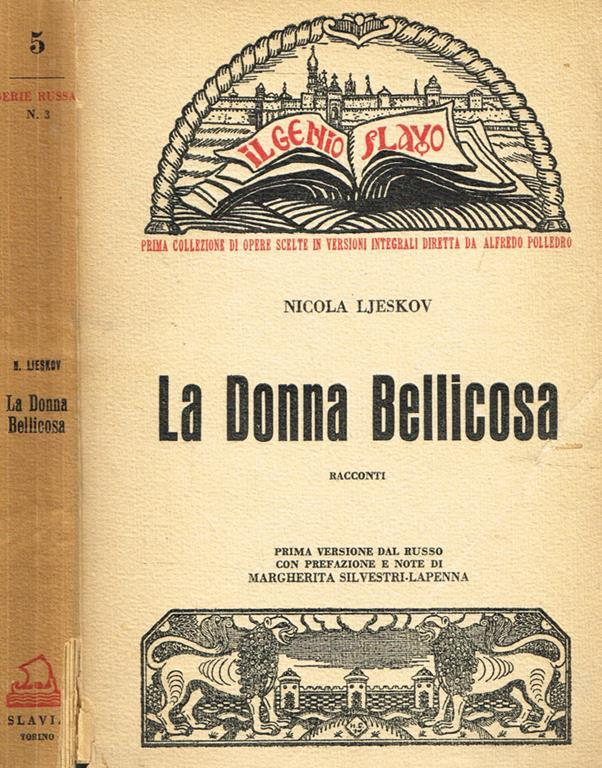 5
SERIE RUSSA
N. 3
N. LJESKOV
La Donna
Bellicosa
SLAVIA
TORINO
IL GENIO SLAVO
PRIMA COLLEZIONE DI OPERE SCELTE IN VERSIONI INTEGRALI DIRETTA DA ALFREDO POLLEDRO
NICOLA LJESKOV
La Donna Bellicosa
RACCONTI
PRIMA VERSIONE DAL RUSSO
CON PREFAZIONE E NOTE DI
MARGHERITA SILVESTRI-LAPENNA